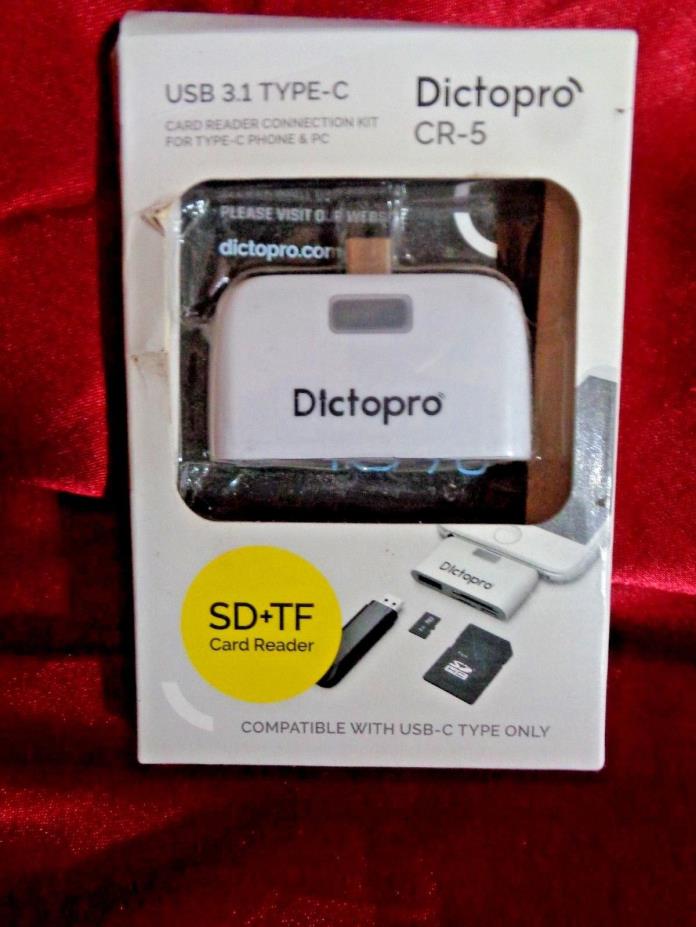 USB 3.1 TYPE-C
CARD READER CONNECTION KIT
FOR TYPE-C PHONE & PC
Dictopro
CR-5
PLEASE VISIT OUR WEBSITE
dictopro.com
DIctopro
DIctopro
SD+TF
Card Reader
COMPATIBLE WITH USB-C TYPE ONLY